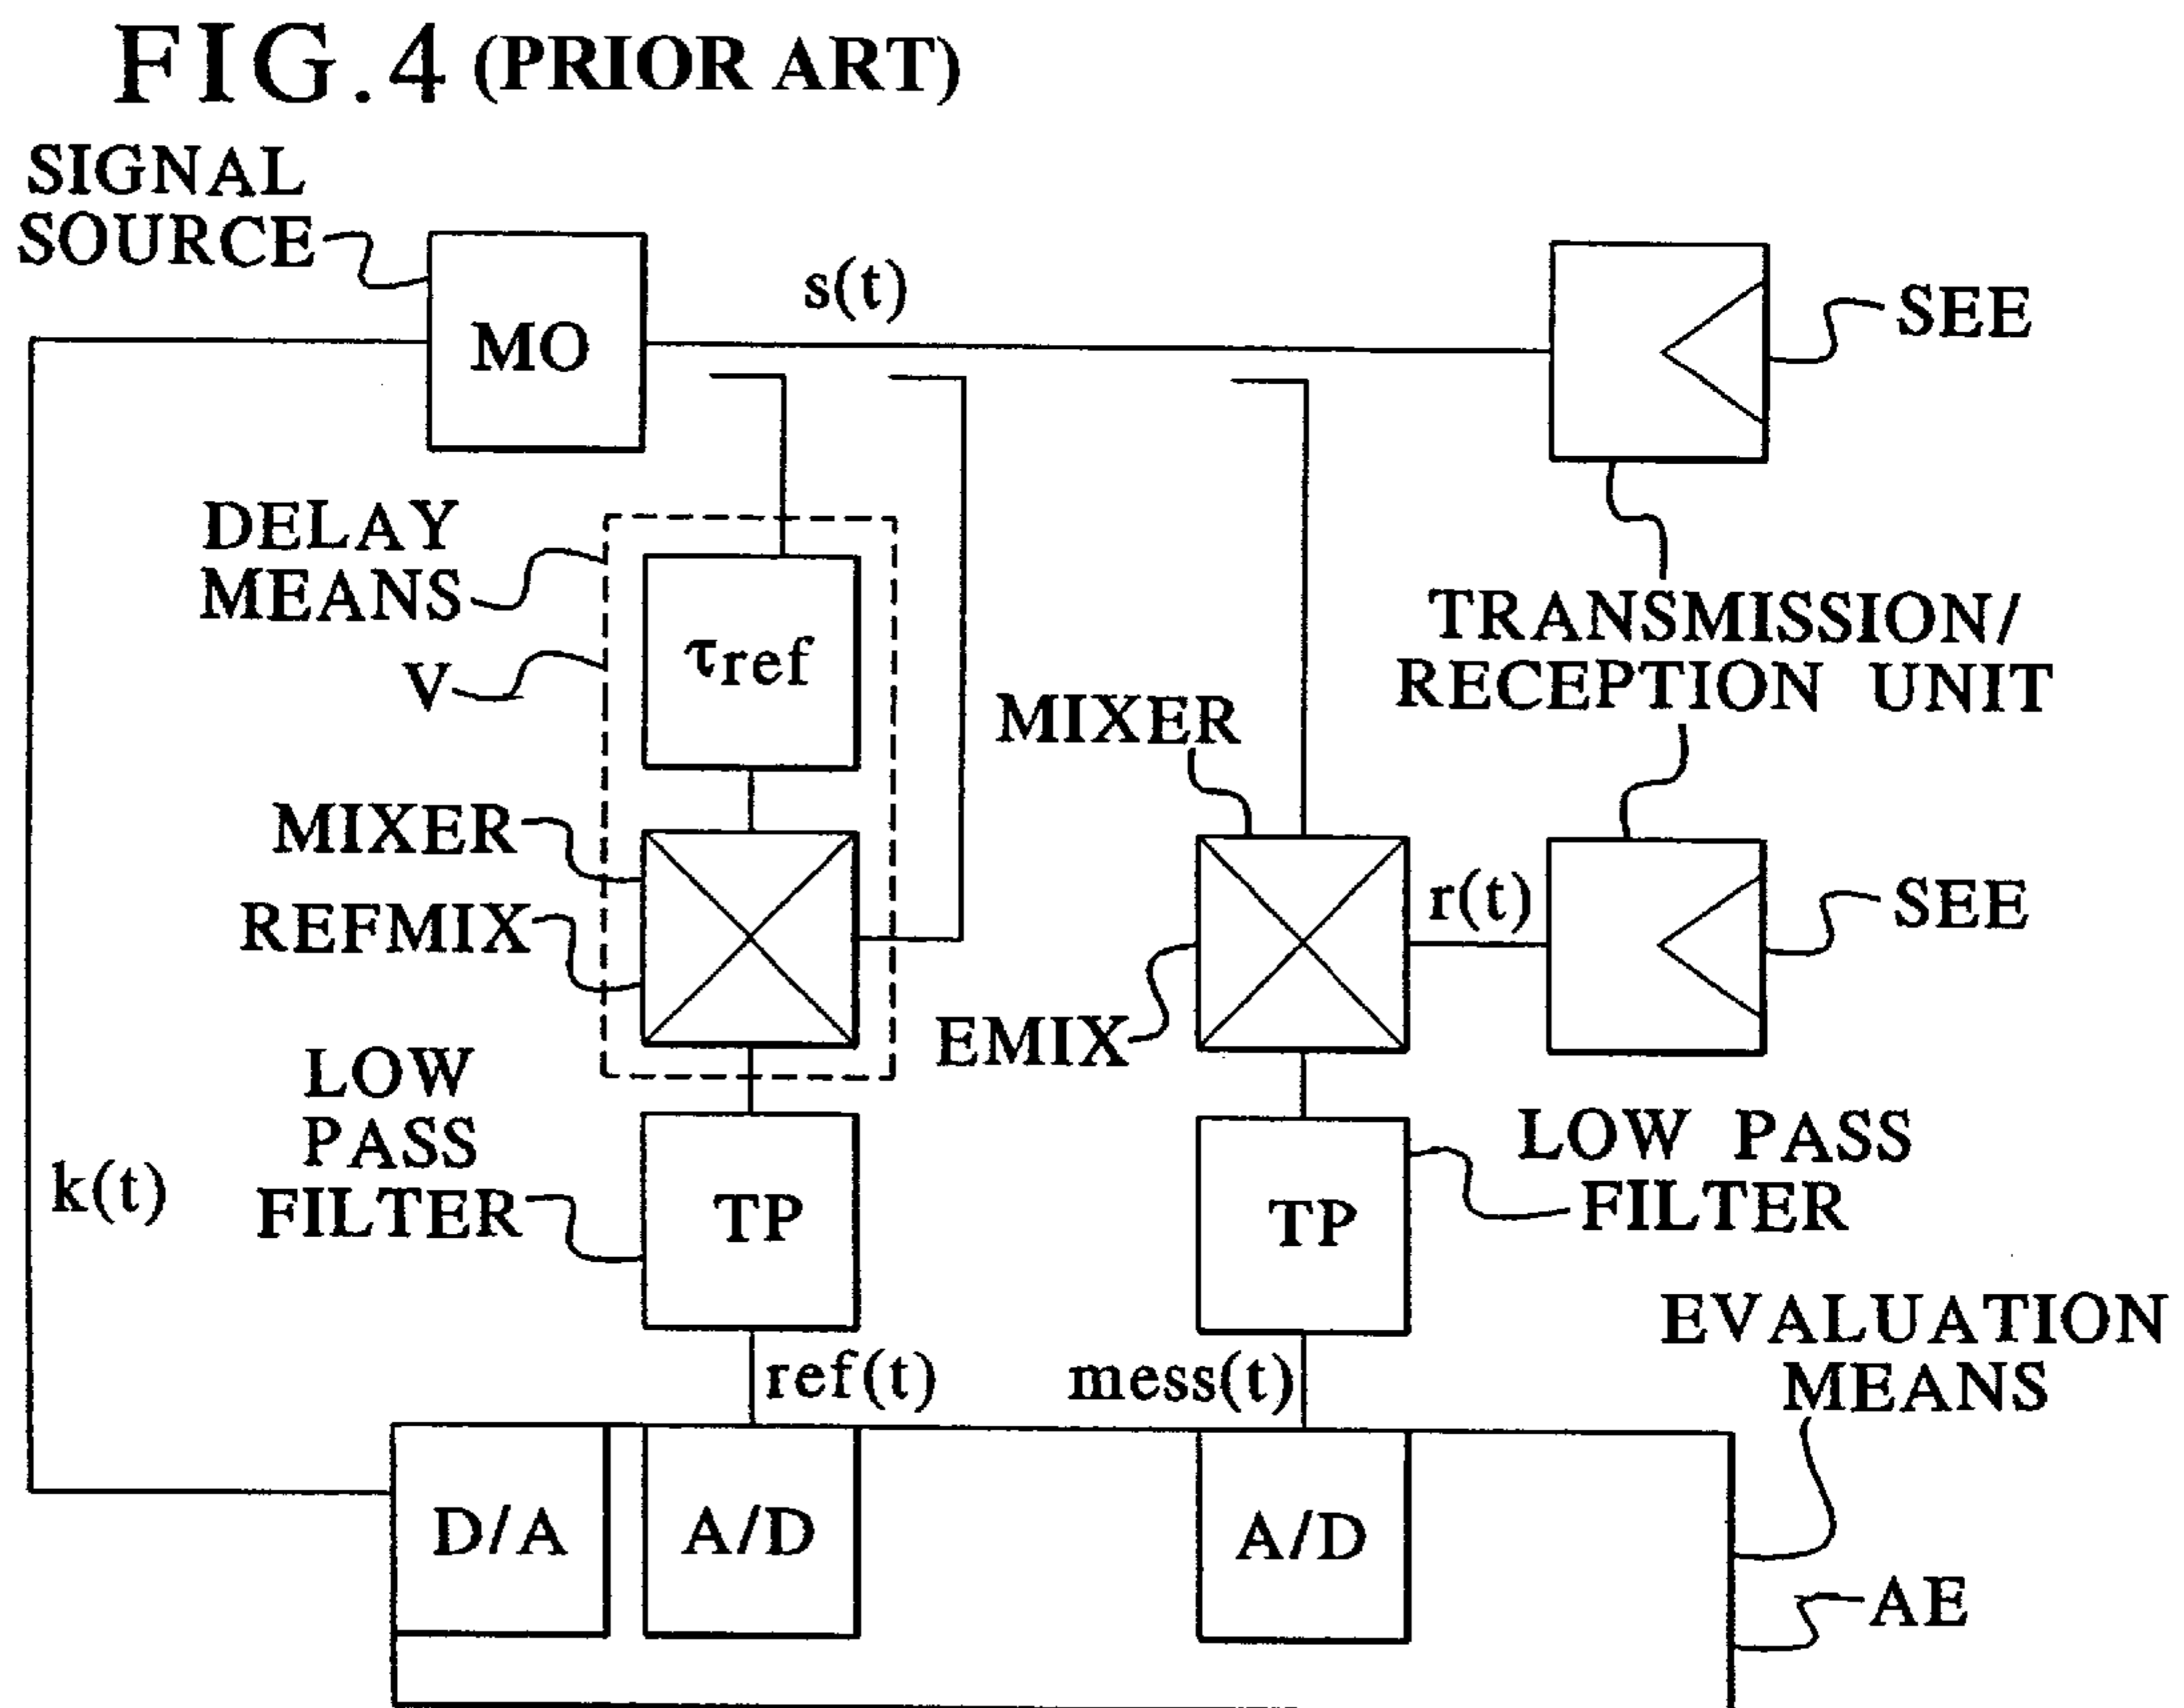 FIG.4 (PRIOR ART)
SIGNAL
SOURCE
MO
s(t)
SEE
DELAY
MEANS
V
τref
TRANSMISSION/
RECEPTION UNIT
MIXER
MIXER
REFMIX
r(t)
SEE
EMIX
LOW
PASS
FILTER
TP
TP
LOW PASS
FILTER
k(t)
ref(t)
mess(t)
EVALUATION
MEANS
D/A
A/D
A/D
AE